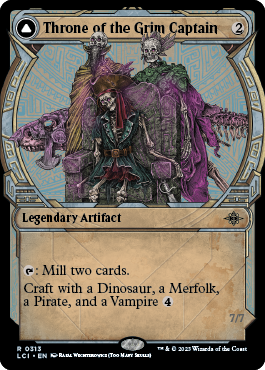 Throne of the Grim Captain 2
Legendary Artifact
: Mill two cards.
Craft with a Dinosaur, a Merfolk,
a Pirate, and a Vampire 4
7/7
R 0313
LCI • EN Rafal Wechterowicz (Too Many Skulls)
™ & © 2023 Wizards of the Coast